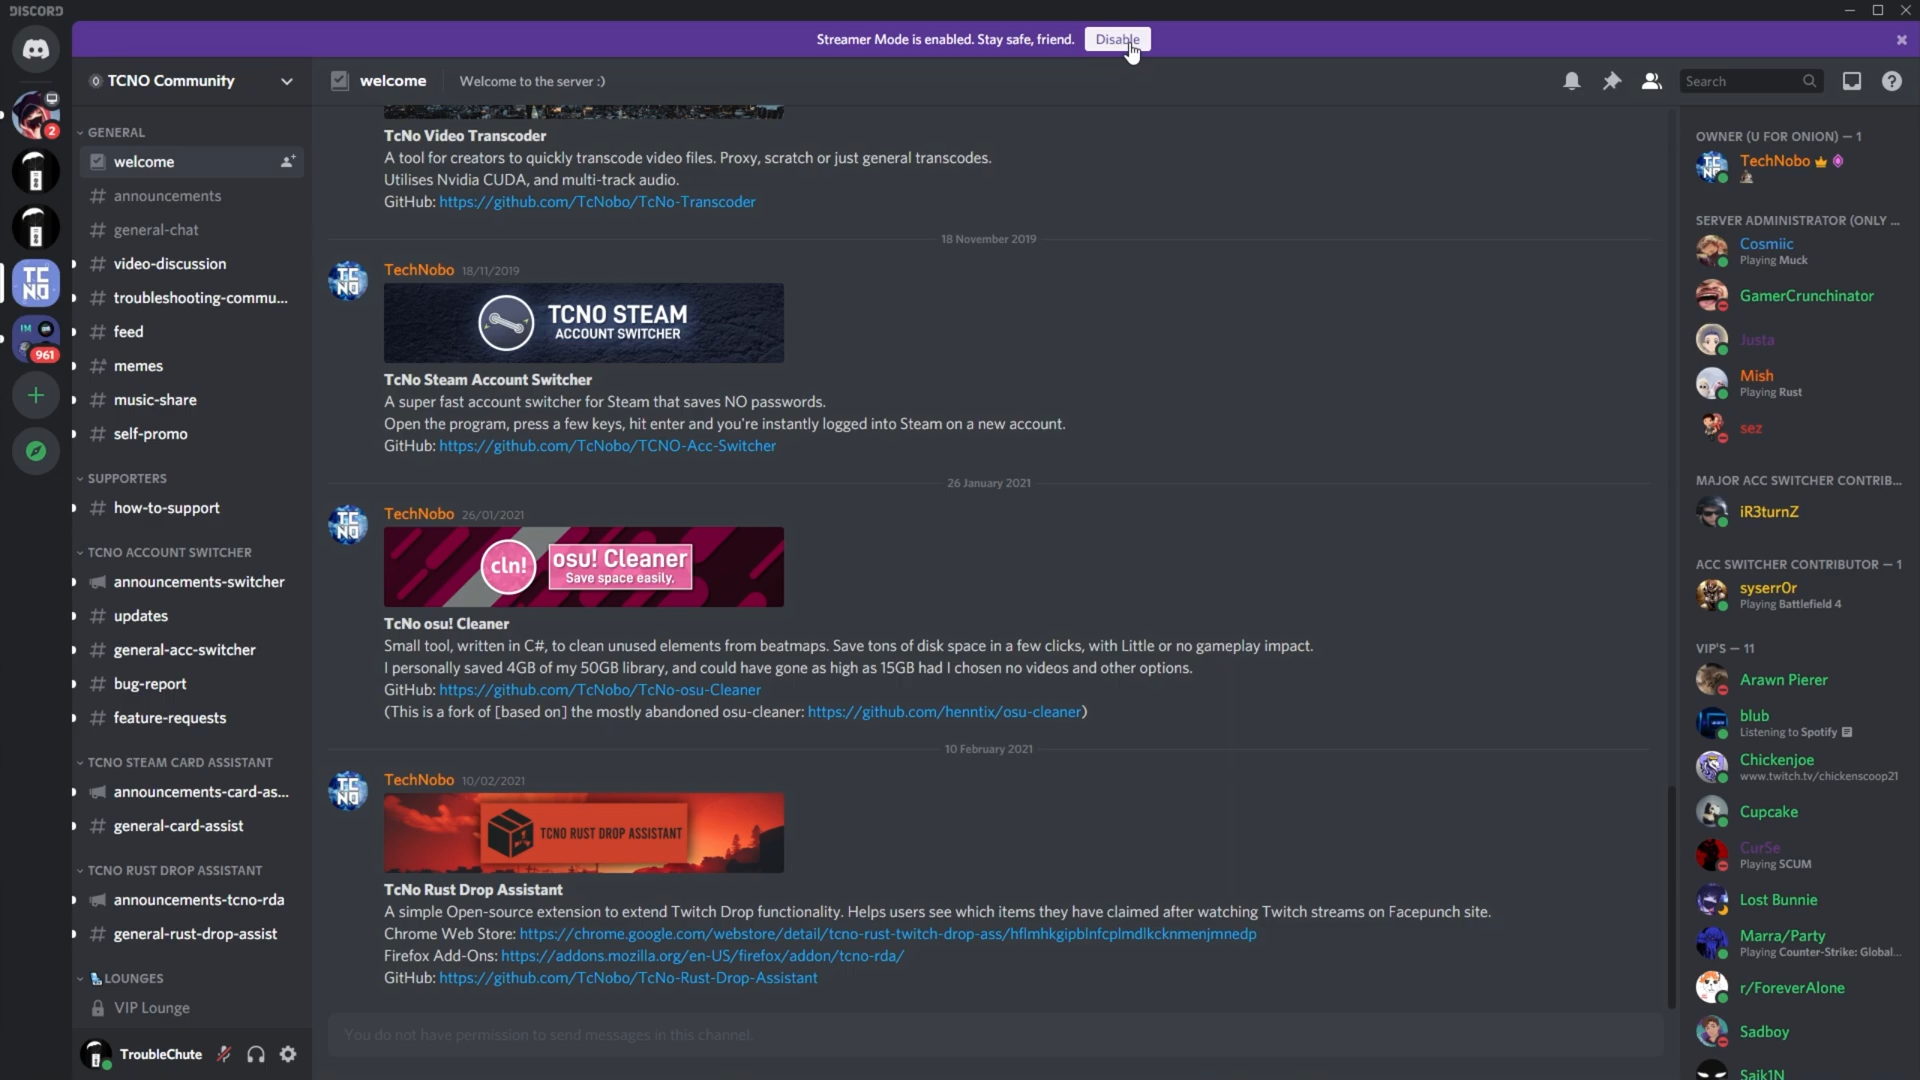 DISCORD
Streamer Mode is enabled. Stay safe, friend.
Disable
TCNO Community
welcome
Welcome to the server :)
Search
GENERAL
welcome
announcements
general-chat
video-discussion
troubleshooting-commu...
feed
memes
music-share
self-promo
SUPPORTERS
how-to-support
TCNO ACCOUNT SWITCHER
announcements-switcher
updates
general-acc-switcher
bug-report
feature-requests
TCNO STEAM CARD ASSISTANT
announcements-card-as...
general-card-assist
TCNO RUST DROP ASSISTANT
announcements-tcno-rda
general-rust-drop-assist
LOUNGES
VIP Lounge
TroubleChute
2
TC
NO
961
TcNo Video Transcoder
A tool for creators to quickly transcode video files. Proxy, scratch or just general transcodes.
Utilises Nvidia CUDA, and multi-track audio.
GitHub: https://github.com/TcNobo/TcNo-Transcoder
18 November 2019
TechNobo 18/11/2019
TCNO STEAM
ACCOUNT SWITCHER
TcNo Steam Account Switcher
A super fast account switcher for Steam that saves NO passwords.
Open the program, press a few keys, hit enter and you're instantly logged into Steam on a new account.
GitHub: https://github.com/TcNobo/TCNO-Acc-Switcher
26 January 2021
TechNobo 26/01/2021
cln!
osu! Cleaner
Save space easily.
TcNo osu! Cleaner
Small tool, written in C#, to clean unused elements from beatmaps. Save tons of disk space in a few clicks, with Little or no gameplay impact.
I personally saved 4GB of my 50GB library, and could have gone as high as 15GB had I chosen no videos and other options.
GitHub: https://github.com/TcNobo/TcNo-osu-Cleaner
(This is a fork of [based on] the mostly abandoned osu-cleaner: https://github.com/henntix/osu-cleaner)
10 February 2021
TechNobo 10/02/2021
TCNO RUST DROP ASSISTANT
TcNo Rust Drop Assistant
A simple Open-source extension to extend Twitch Drop functionality. Helps users see which items they have claimed after watching Twitch streams on Facepunch site.
Chrome Web Store: https://chrome.google.com/webstore/detail/tcno-rust-twitch-drop-ass/hflmhkgipblnfcplmdlkcknmenjmnedp
Firefox Add-Ons: https://addons.mozilla.org/en-US/firefox/addon/tcno-rda/
GitHub: https://github.com/TcNobo/TcNo-Rust-Drop-Assistant
You do not have permission to send messages in this channel.
OWNER (U FOR ONION) — 1
TechNobo
SERVER ADMINISTRATOR (ONLY ...
Cosmiic
Playing Muck
GamerCrunchinator
Justa
Mish
Playing Rust
sez
MAJOR ACC SWITCHER CONTRIB...
iR3turnZ
ACC SWITCHER CONTRIBUTOR — 1
syserr0r
Playing Battlefield 4
VIP'S — 11
Arawn Pierer
blub
Listening to Spotify
Chickenjoe
www.twitch.tv/chickenscoop21
Cupcake
CurSe
Playing SCUM
Lost Bunnie
Marra/Party
Playing Counter-Strike: Global...
r/ForeverAlone
Sadboy
Saik1N